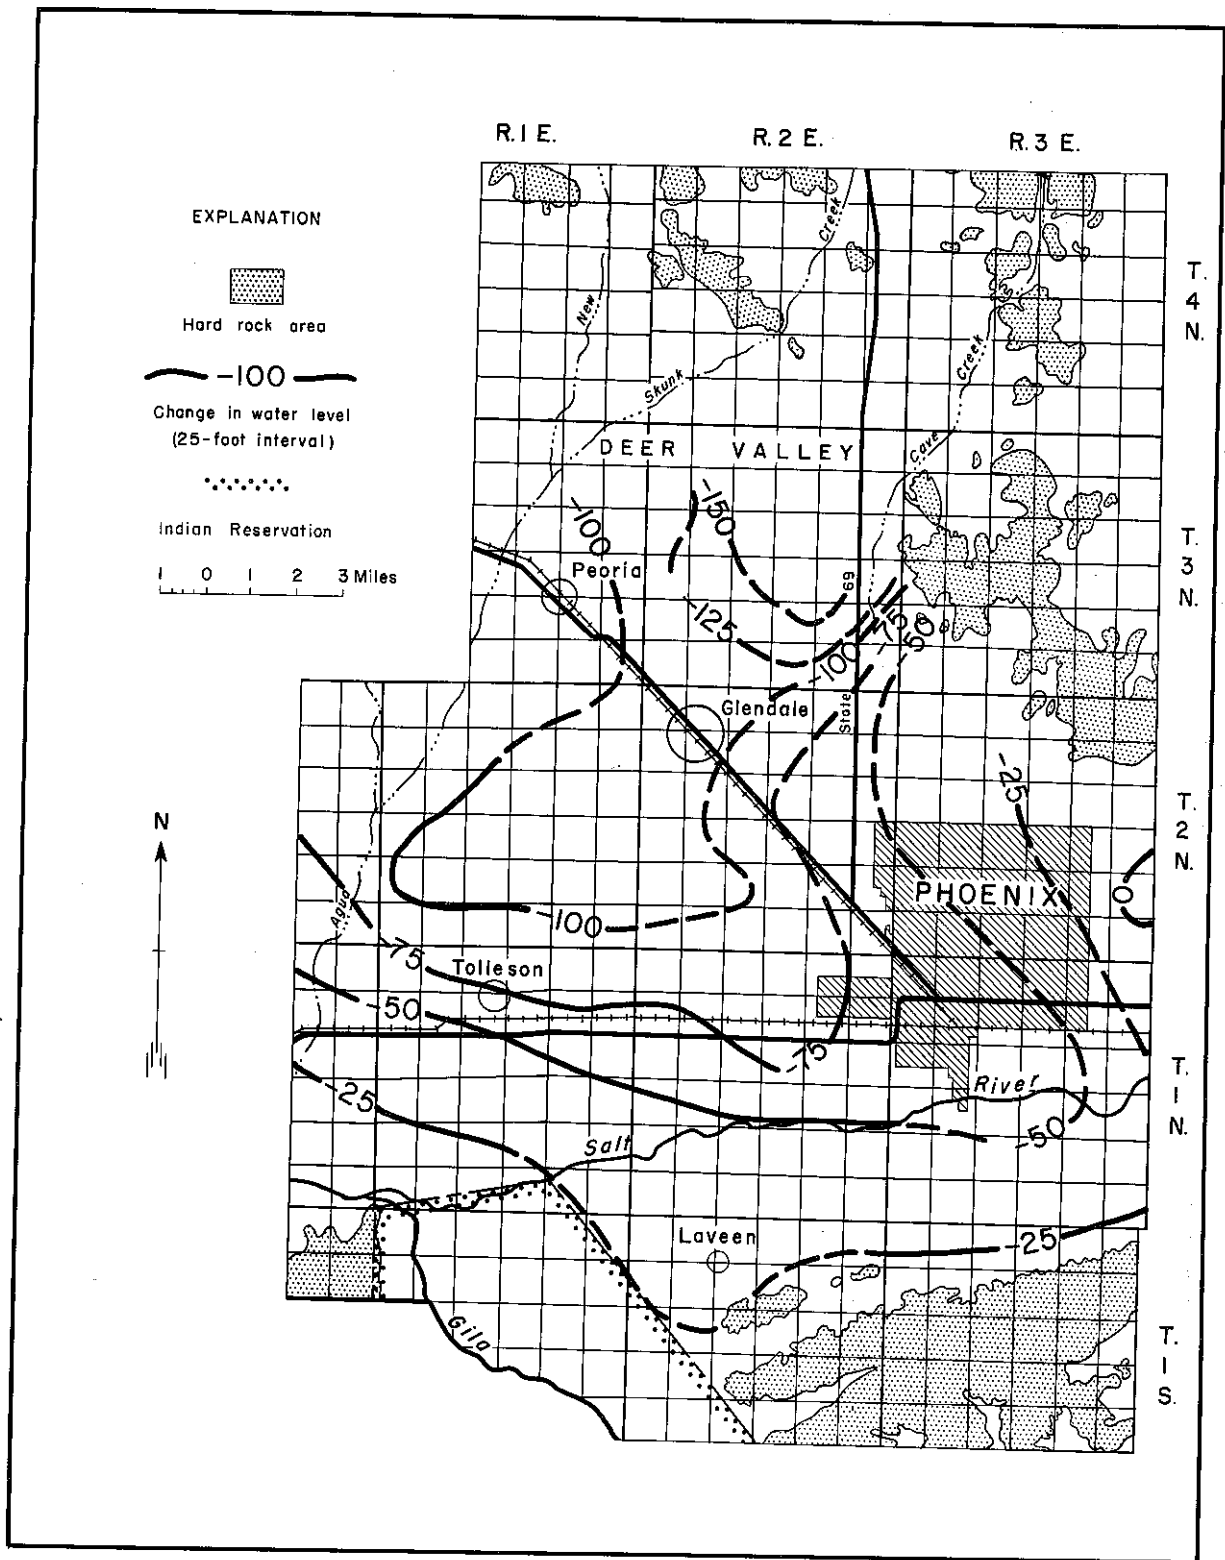 R. 1 E.
R. 2 E.
R. 3 E.
EXPLANATION
Hard rock area
-100
Change in water level
(25-foot interval)
Indian Reservation
1 0 1 2 3 Miles
N
T.
4
N.
T.
3
N.
T.
2
N.
T.
1
N.
T.
1
S.
New
Creek
Skunk
Creek
Cave
DEER VALLEY
-100
-150
Peoria
69
-125
-75
-50
-100
Glendale
State
-25
PHOENIX
0
Agua
-100
-75
Tolleson
-50
-75
River
-25
-50
Salt
Laveen
-25
Gila